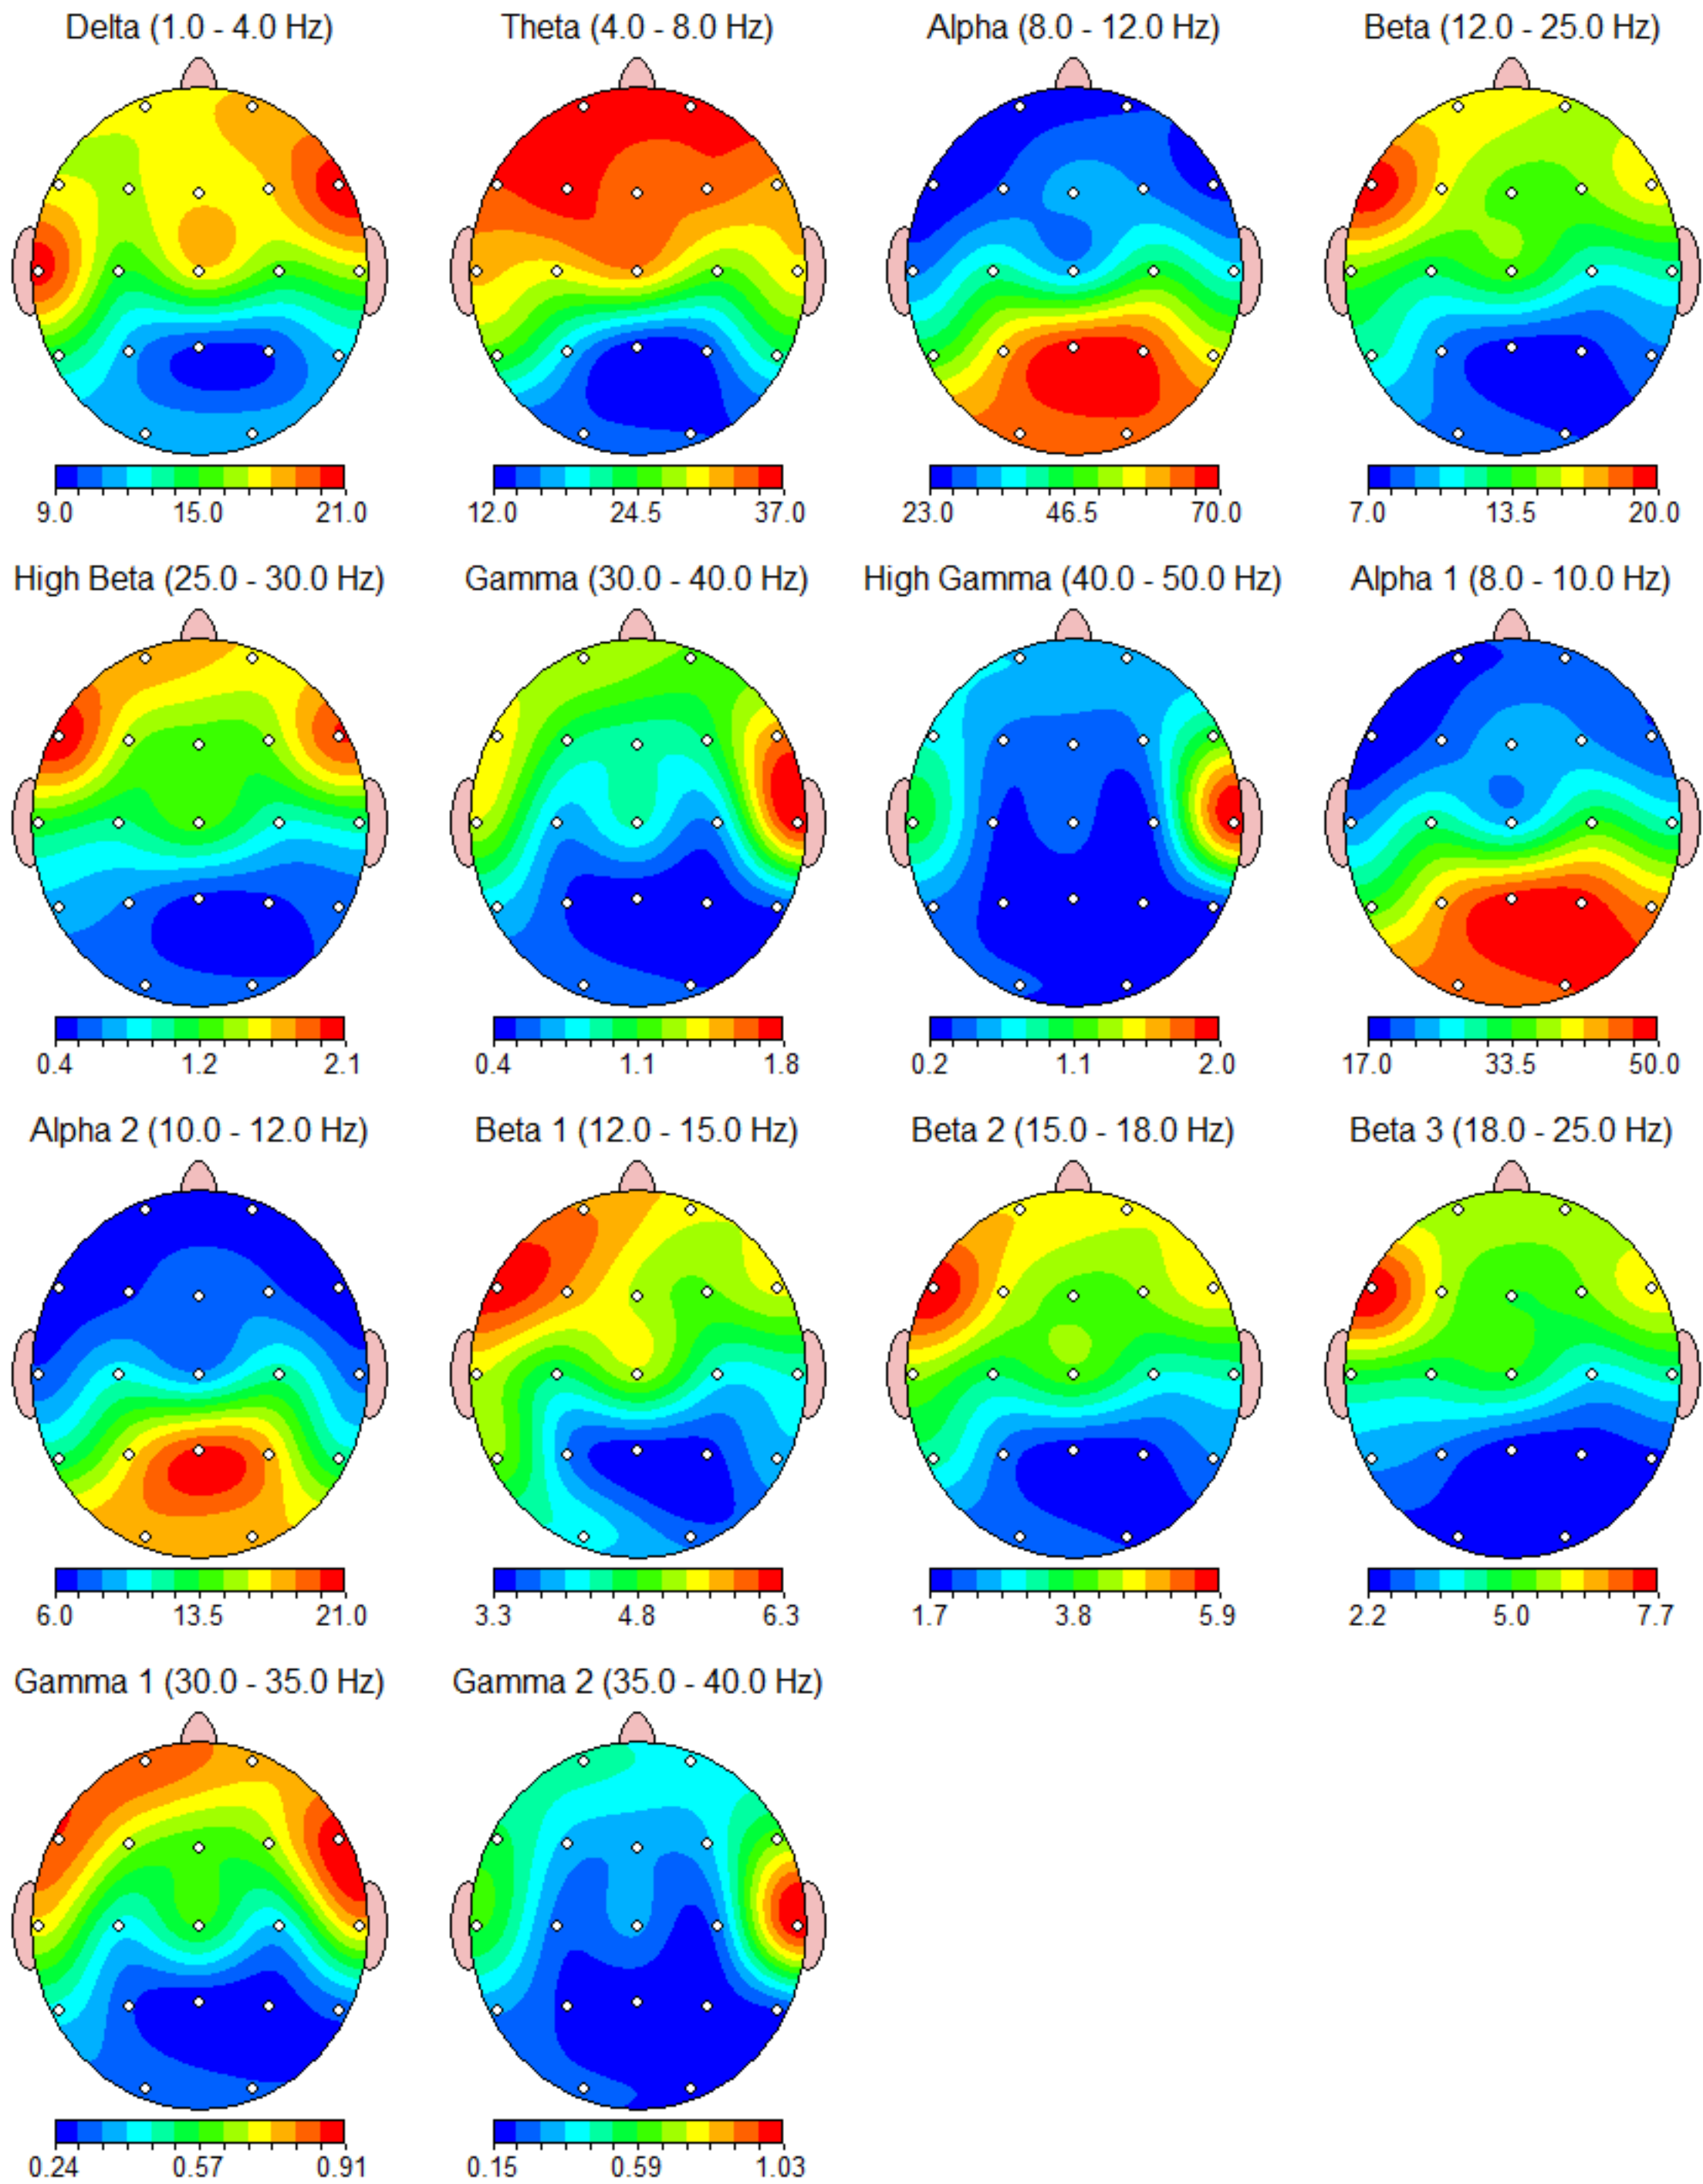 Delta (1.0 - 4.0 Hz) Theta (4.0 - 8.0 Hz) Alpha (8.0 - 12.0 Hz) Beta (12.0 - 25.0 Hz)
9.0 15.0 21.0 12.0 24.5 37.0 23.0 46.5 70.0 7.0 13.5 20.0
High Beta (25.0 - 30.0 Hz) Gamma (30.0 - 40.0 Hz) High Gamma (40.0 - 50.0 Hz) Alpha 1 (8.0 - 10.0 Hz)
0.4 1.2 2.1 0.4 1.1 1.8 0.2 1.1 2.0 17.0 33.5 50.0
Alpha 2 (10.0 - 12.0 Hz) Beta 1 (12.0 - 15.0 Hz) Beta 2 (15.0 - 18.0 Hz) Beta 3 (18.0 - 25.0 Hz)
6.0 13.5 21.0 3.3 4.8 6.3 1.7 3.8 5.9 2.2 5.0 7.7
Gamma 1 (30.0 - 35.0 Hz) Gamma 2 (35.0 - 40.0 Hz)
0.24 0.57 0.91 0.15 0.59 1.03